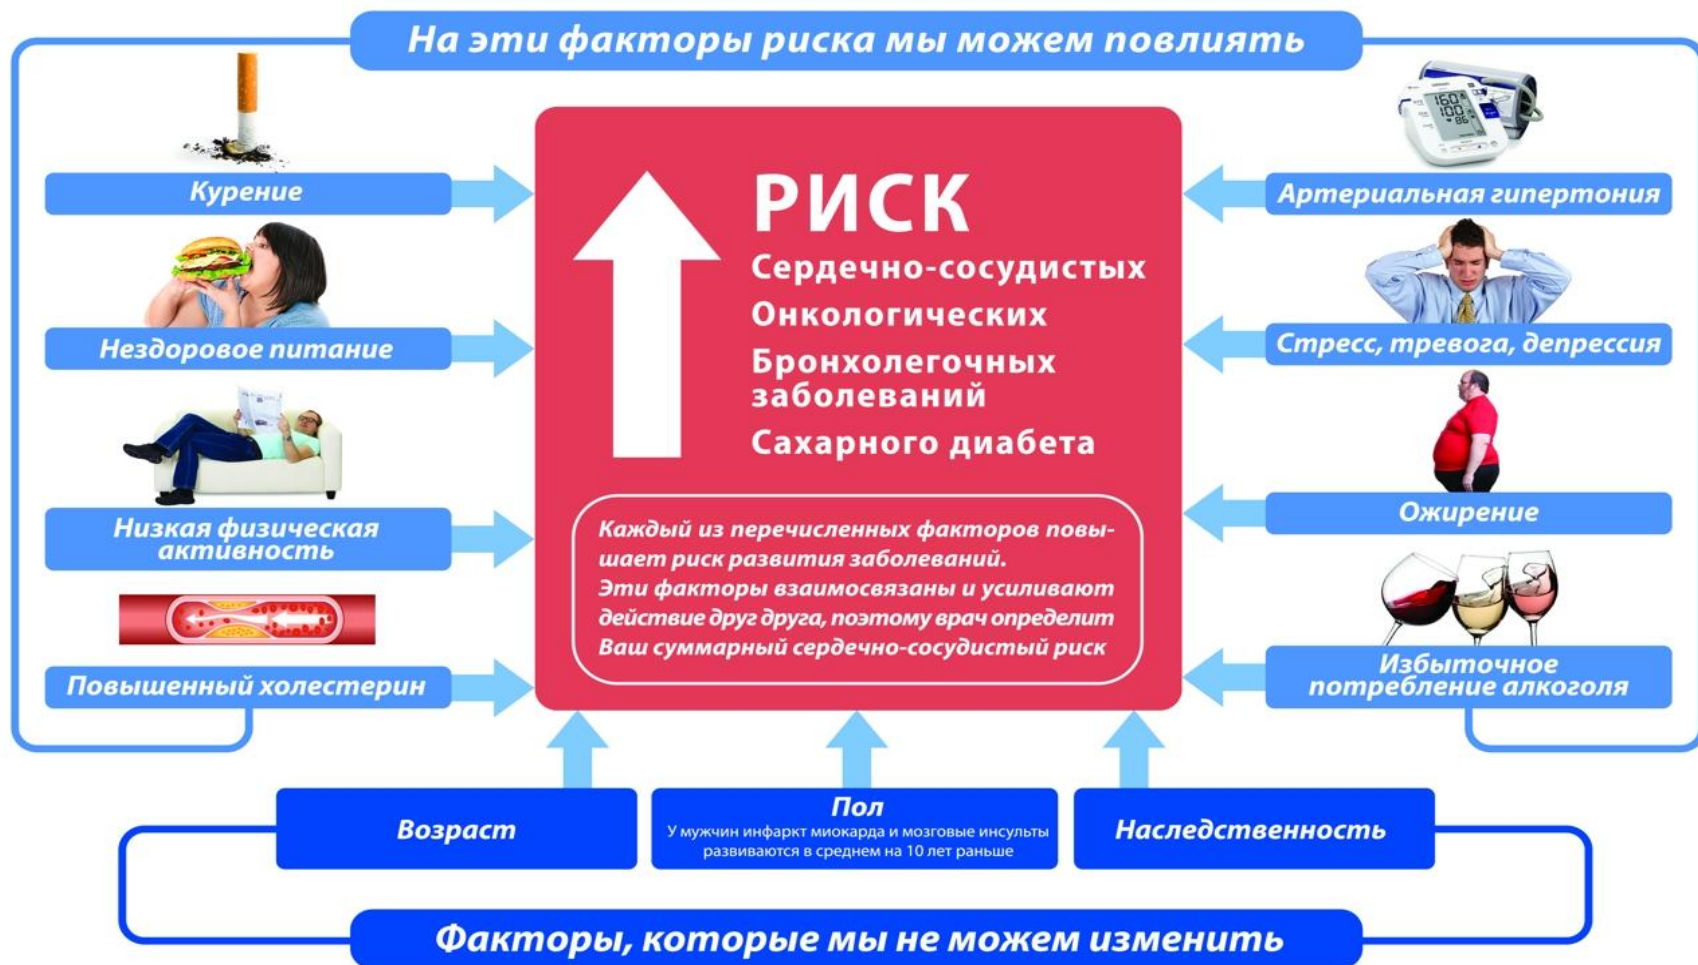 На эти факторы риска мы можем повлиять
Курение
Нездоровое питание
Низкая физическая
активность
Повышенный холестерин
РИСК
Сердечно-сосудистых
Онкологических
Бронхолегочных
заболеваний
Сахарного диабета
Каждый из перечисленных факторов повы-
шает риск развития заболеваний.
Эти факторы взаимосвязаны и усиливают
действие друг друга, поэтому врач определит
Ваш суммарный сердечно-сосудистый риск
160
100
86
Артериальная гипертония
Стресс, тревога, депрессия
Ожирение
Избыточное
потребление алкоголя
Возраст
Пол
У мужчин инфаркт миокарда и мозговые инсульты
развиваются в среднем на 10 лет раньше
Наследственность
Факторы, которые мы не можем изменить